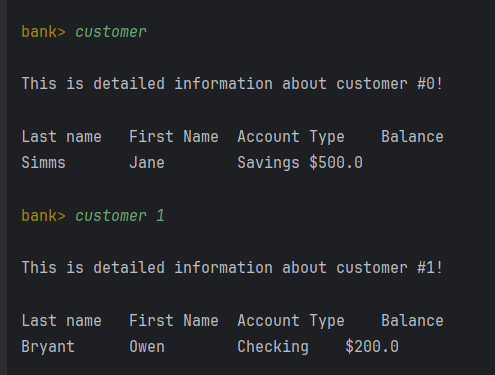 bank> customer
This is detailed information about customer #0!
Last name   First Name  Account Type    Balance
Simms       Jane        Savings $500.0
bank> customer 1
This is detailed information about customer #1!
Last name   First Name  Account Type    Balance
Bryant      Owen        Checking    $200.0